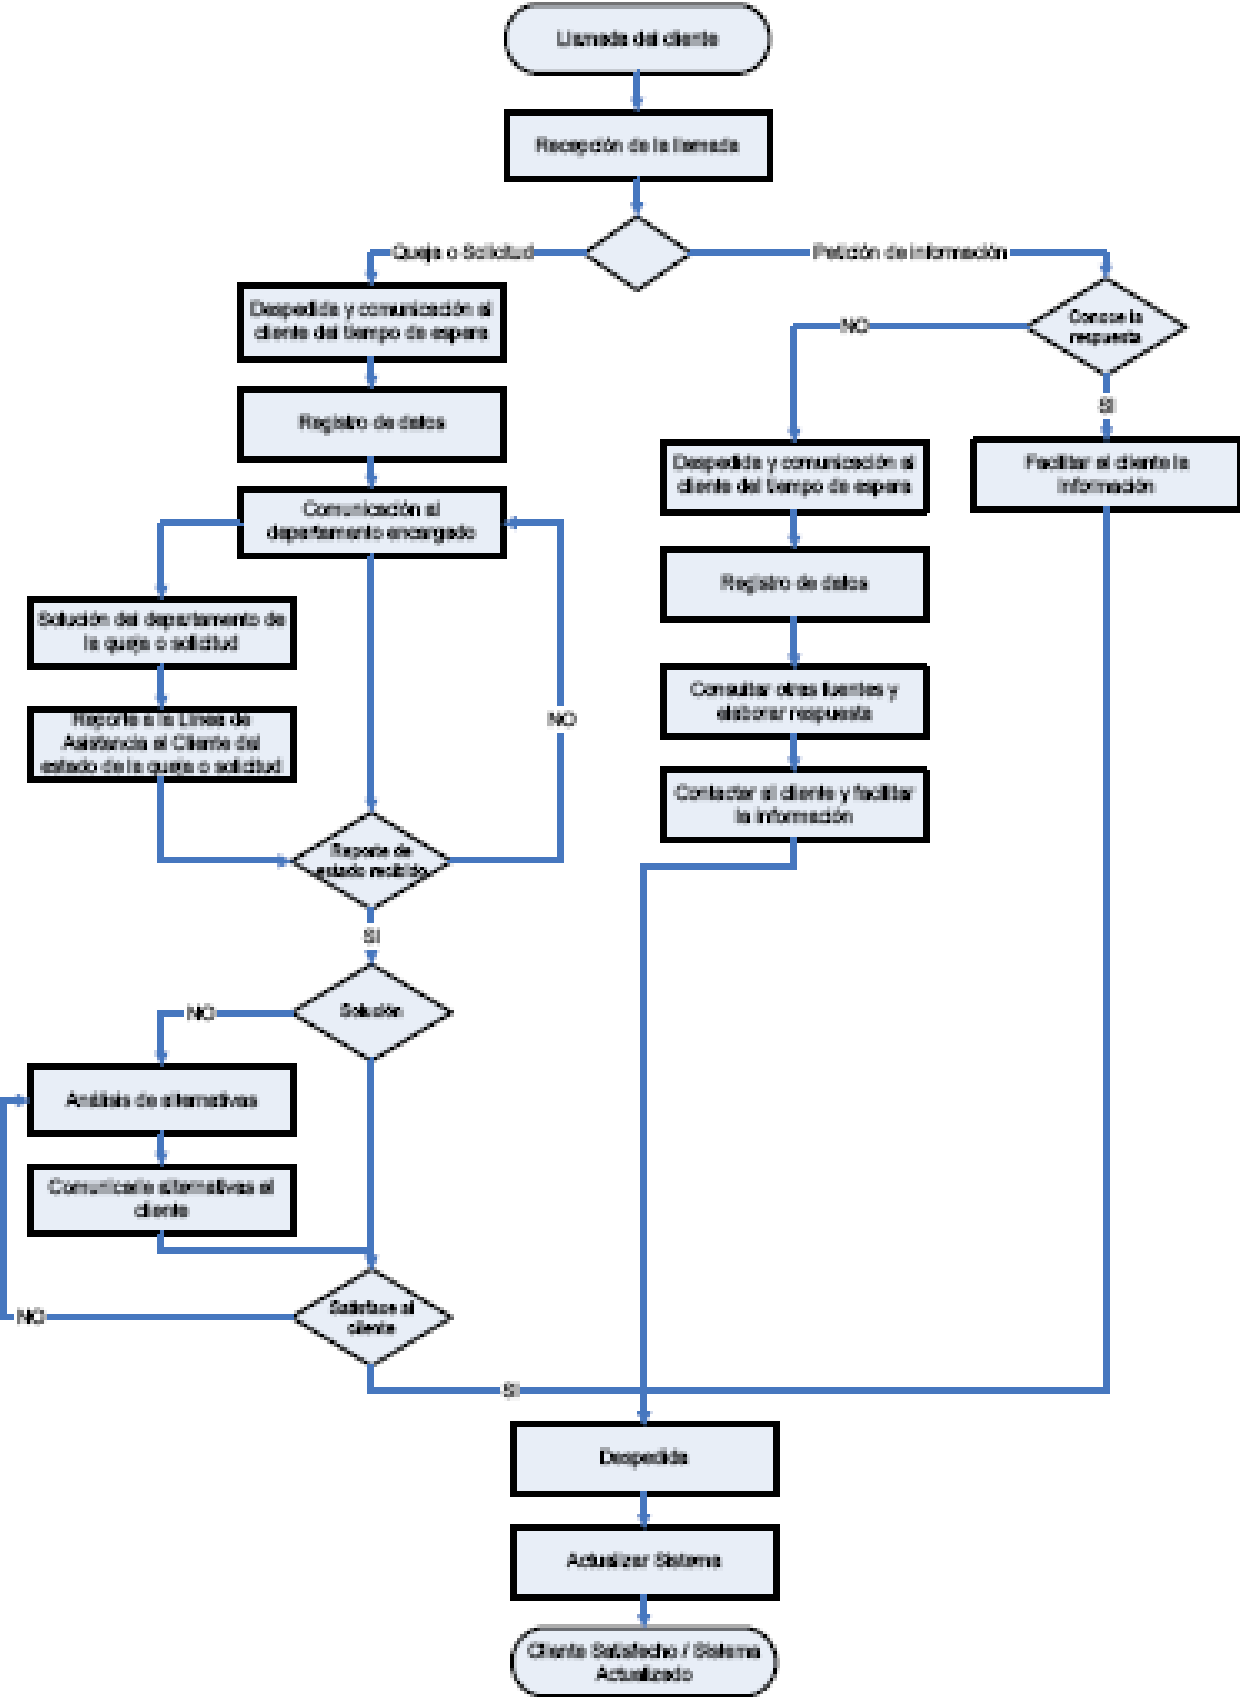 Llamada del cliente
Recepción de la llamada
Queja o Solicitud
Petición de información
Despedida y comunicación al
cliente del tiempo de espera
Conoce la
respuesta
NO
SI
Registro de datos
Despedida y comunicación al
cliente del tiempo de espera
Facilitar al cliente la
información
Comunicación al
departamento encargado
Registro de datos
Solución del departamento de
la queja o solicitud
Consultar otras fuentes y
elaborar respuesta
Reporte a la Línea de
Asistencia al Cliente del
estado de la queja o solicitud
NO
Contactar al cliente y facilitar
la información
Reporte de
estado recibido
SI
Solución
NO
Análisis de alternativas
Comunicarle alternativas al
cliente
Satisface al
cliente
NO
SI
Despedida
Actualizar Sistema
Cliente Satisfecho / Sistema
Actualizado